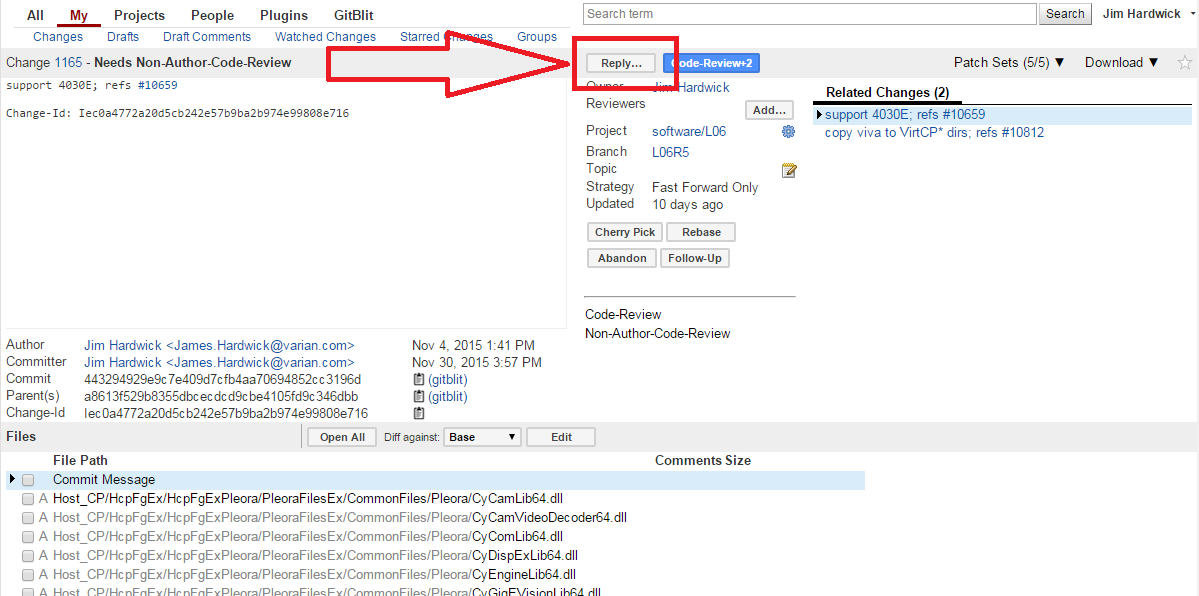 All My Projects People Plugins GitBlit
Search term Search Jim Hardwick
Changes Drafts Draft Comments Watched Changes Starred Changes Groups
Change 1165 - Needs Non-Author-Code-Review
Reply... Code-Review+2
Patch Sets (5/5) ▼ Download ▼
support 4030E; refs #10659
Change-Id: Iec0a4772a20d5cb242e57b9ba2b974e99808e716
Owner Jim Hardwick
Reviewers Add...
Project software/L06
Branch L06R5
Topic
Strategy Fast Forward Only
Updated 10 days ago
Cherry Pick Rebase
Abandon Follow-Up
Code-Review
Non-Author-Code-Review
Related Changes (2)
support 4030E; refs #10659
copy viva to VirtCP* dirs; refs #10812
Author Jim Hardwick <James.Hardwick@varian.com> Nov 4, 2015 1:41 PM
Committer Jim Hardwick <James.Hardwick@varian.com> Nov 30, 2015 3:57 PM
Commit 443294929e9c7e409d7cfb4aa70694852cc3196d (gitblit)
Parent(s) a8613f529b8355dbcecdcd9cbe4105fd9c346dbb (gitblit)
Change-Id Iec0a4772a20d5cb242e57b9ba2b974e99808e716
Files Open All Diff against: Base ▼ Edit
File Path Comments Size
Commit Message
A Host_CP/HcpFgEx/HcpFgExPleora/PleoraFilesEx/CommonFiles/Pleora/CyCamLib64.dll
A Host_CP/HcpFgEx/HcpFgExPleora/PleoraFilesEx/CommonFiles/Pleora/CyCamVideoDecoder64.dll
A Host_CP/HcpFgEx/HcpFgExPleora/PleoraFilesEx/CommonFiles/Pleora/CyComLib64.dll
A Host_CP/HcpFgEx/HcpFgExPleora/PleoraFilesEx/CommonFiles/Pleora/CyDispExLib64.dll
A Host_CP/HcpFgEx/HcpFgExPleora/PleoraFilesEx/CommonFiles/Pleora/CyEngineLib64.dll
A Host_CP/HcpFgEx/HcpFgExPleora/PleoraFilesEx/CommonFiles/Pleora/CyGigEVisionLib64.dll